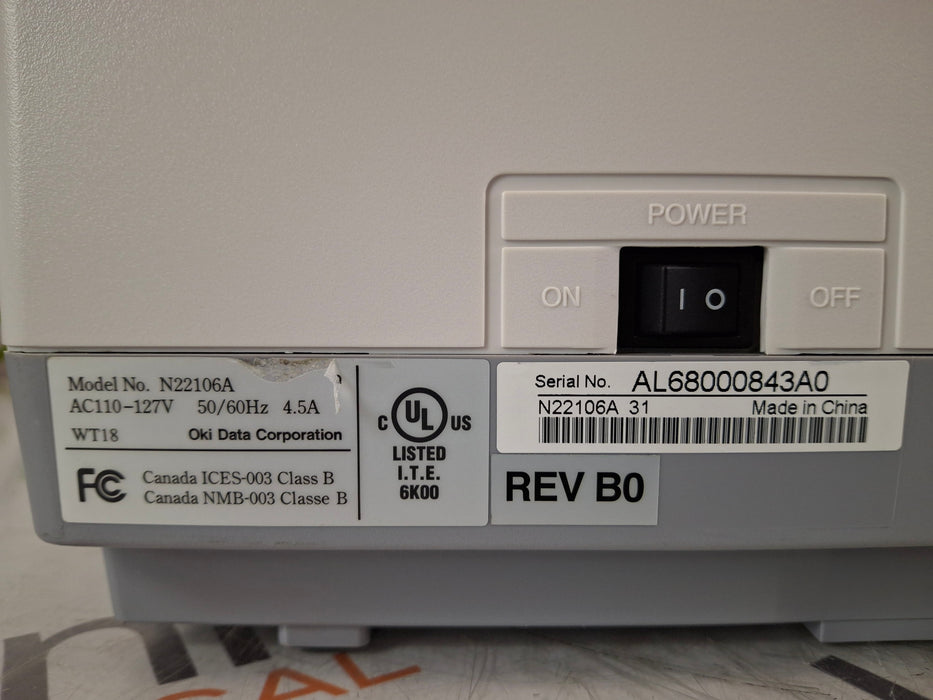 POWER
ON
I O
OFF
Model No. N22106A
AC110-127V 50/60Hz 4.5A
WT18 Oki Data Corporation
FC
Canada ICES-003 Class B
Canada NMB-003 Classe B
C UL US
LISTED
I.T.E.
6K00
Serial No. AL68000843A0
N22106A 31 Made in China
REV B0
CAL